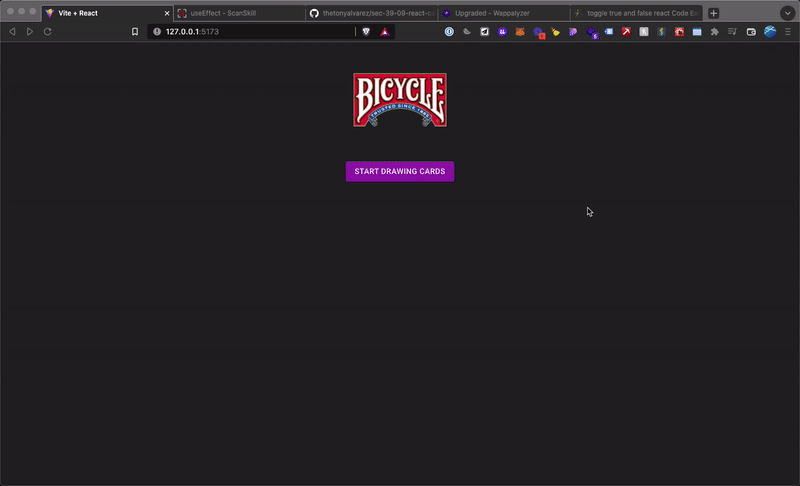 Vite + React
useEffect - ScanSkill
thetonyalvarez/sec-39-09-react-c
Upgraded - Wappalyzer
toggle true and false react Code Ex
127.0.0.1:5173
BICYCLE
TRUSTED SINCE 1885
START DRAWING CARDS